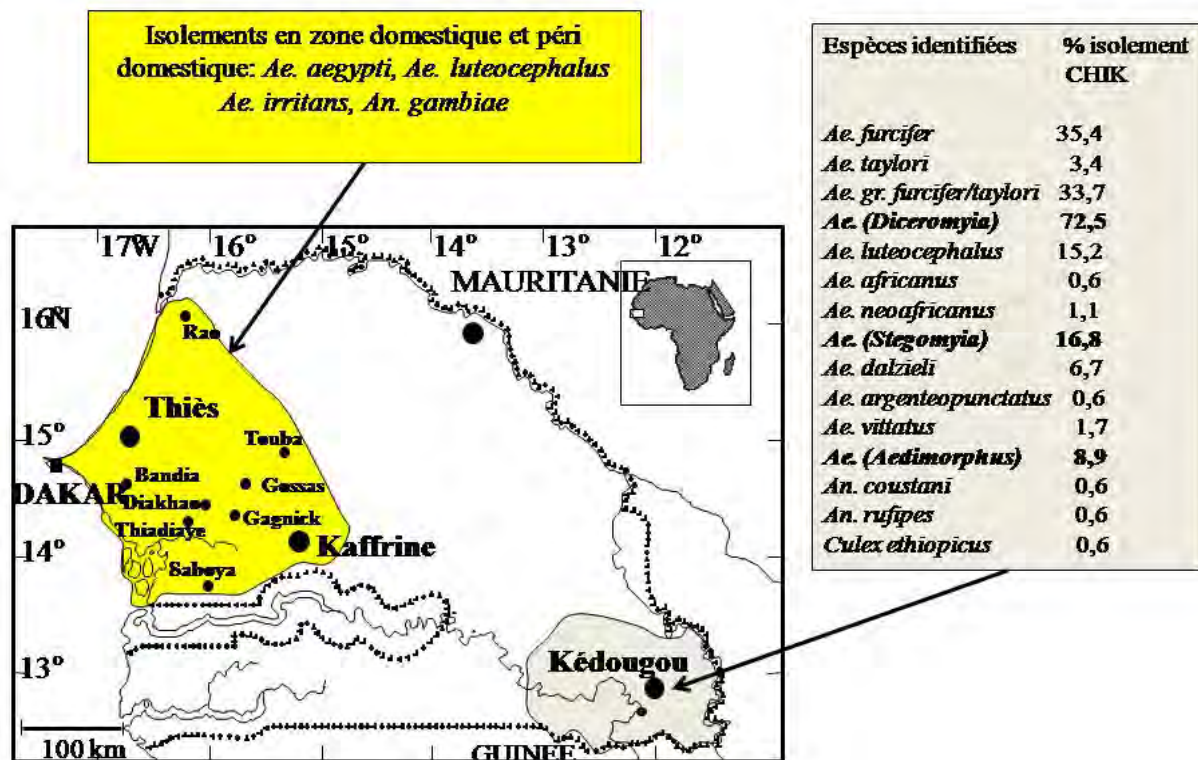 Isolements en zone domestique et péri
domestique: Ae. aegypti, Ae. luteocephalus
Ae. irritans, An. gambiae
Espèces identifiées % isolement
CHIK
Ae. furcifer 35,4
Ae. taylori 3,4
Ae. gr. furcifer/taylori 33,7
Ae. (Diceromyia) 72,5
Ae. luteocephalus 15,2
Ae. africanus 0,6
Ae. neoafricanus 1,1
Ae. (Stegomyia) 16,8
Ae. dalzieli 6,7
Ae. argenteopunctatus 0,6
Ae. vittatus 1,7
Ae. (Aedimorphus) 8,9
An. coustani 0,6
An. rufipes 0,6
Culex ethiopicus 0,6
17W 16° 15° 14° 13° 12°
MAURITANIE
16°N
Rao
Thiès
15°
Touba
Bandia
Gossas
DAKAR
Diakhao
Gagnick
Thiadiaye
Kaffrine
14°
Saboya
13°
Kédougou
100 km
GUINEE